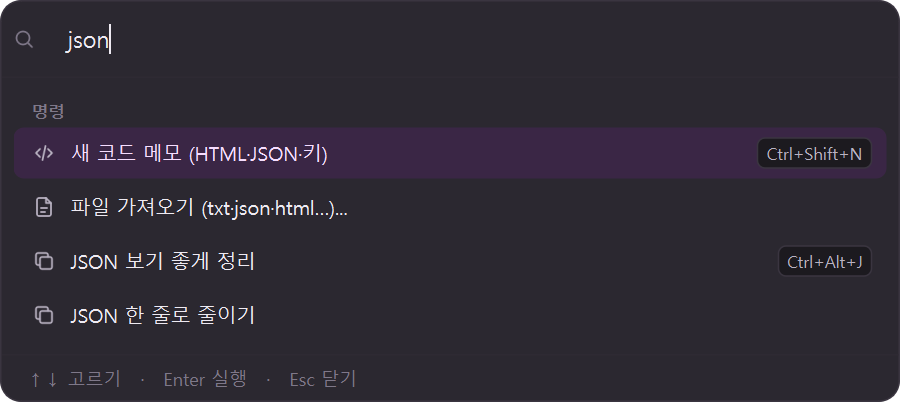 json
명령
새 코드 메모 (HTML·JSON·키) Ctrl+Shift+N
파일 가져오기 (txt·json·html...)...
JSON 보기 좋게 정리 Ctrl+Alt+J
JSON 한 줄로 줄이기
↑↓ 고르기 · Enter 실행 · Esc 닫기